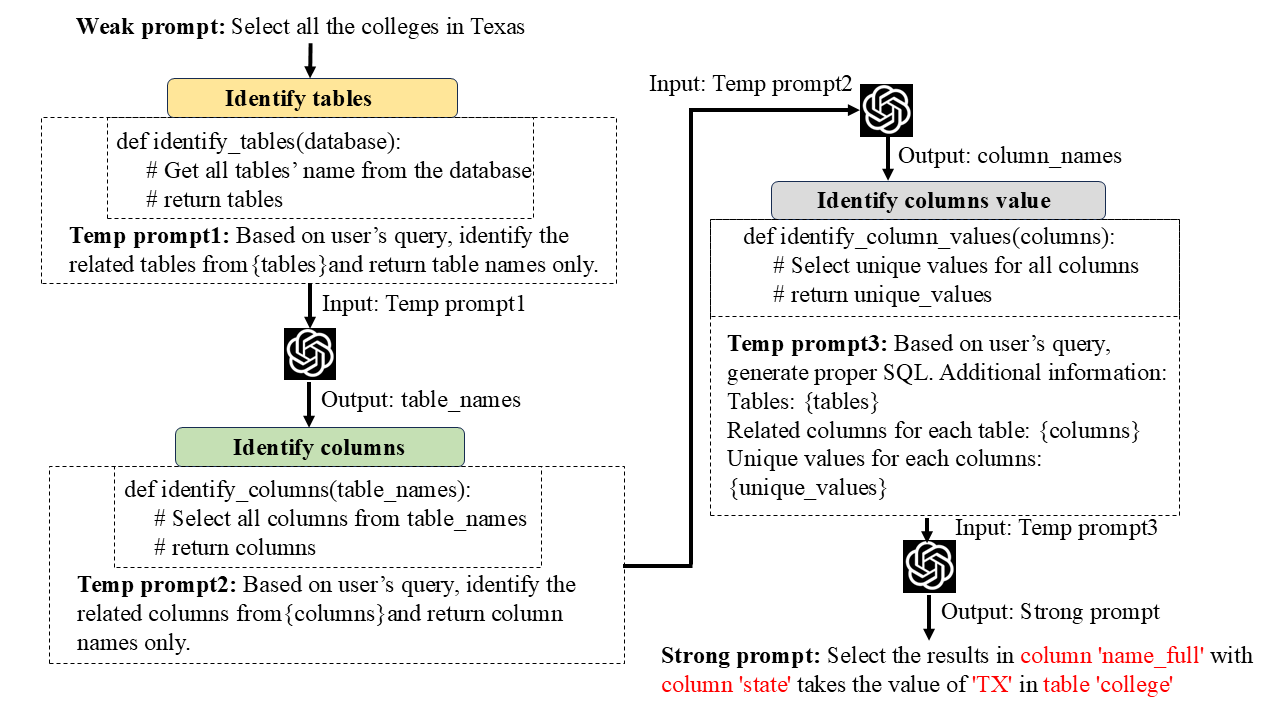 Weak prompt: Select all the colleges in Texas
Identify tables
def identify_tables(database):
# Get all tables’ name from the database
# return tables
Temp prompt1: Based on user’s query, identify the
related tables from{tables}and return table names only.
Input: Temp prompt1
Output: table_names
Identify columns
def identify_columns(table_names):
# Select all columns from table_names
# return columns
Temp prompt2: Based on user’s query, identify the
related columns from{columns}and return column
names only.
Input: Temp prompt2
Output: column_names
Identify columns value
def identify_column_values(columns):
# Select unique values for all columns
# return unique_values
Temp prompt3: Based on user’s query,
generate proper SQL. Additional information:
Tables: {tables}
Related columns for each table: {columns}
Unique values for each columns:
{unique_values}
Input: Temp prompt3
Output: Strong prompt
Strong prompt: Select the results in column 'name_full' with
column 'state' takes the value of 'TX' in table 'college'